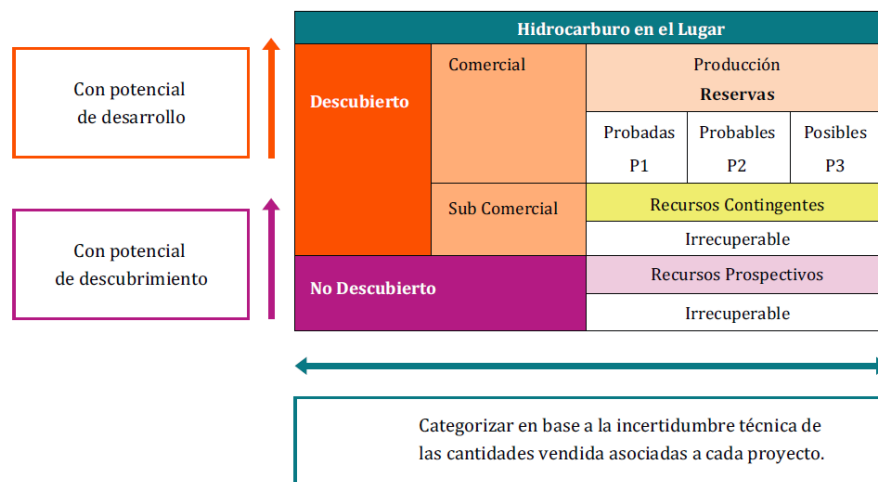 Hidrocarburo en el Lugar
Con potencial
de desarrollo
Descubierto
Comercial
Producción
Reservas
Probadas
P1
Probables
P2
Posibles
P3
Sub Comercial
Recursos Contingentes
Irrecuperable
Con potencial
de descubrimiento
No Descubierto
Recursos Prospectivos
Irrecuperable
Categorizar en base a la incertidumbre técnica de
las cantidades vendida asociadas a cada proyecto.